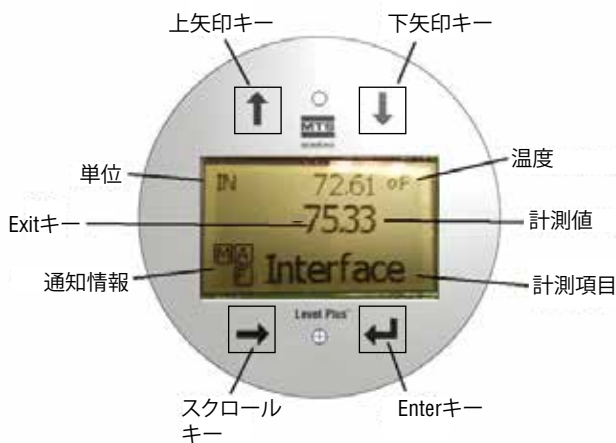 上矢印キー
下矢印キー
MTS
単位
IN 72.61 °F
温度
Exitキー
-75.33
計測値
通知情報
M A
Interface
計測項目
Level Plus
スクロール
キー
Enterキー